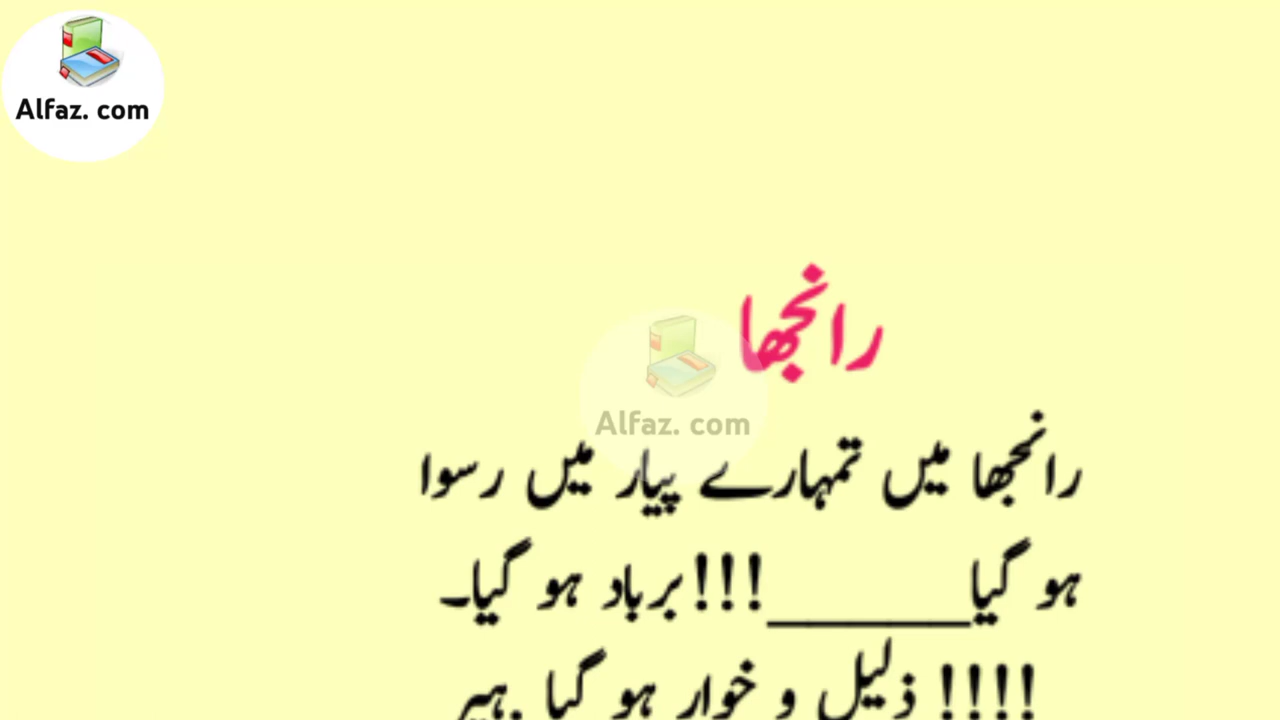 Alfaz. com
رانجھا
Alfaz. com
رانجھا میں تمہارے پیار میں رسوا
ہو گیا_______!!!برباد ہو گیا۔
!!!! ذلیل و خوار ہو گیا .ہیر